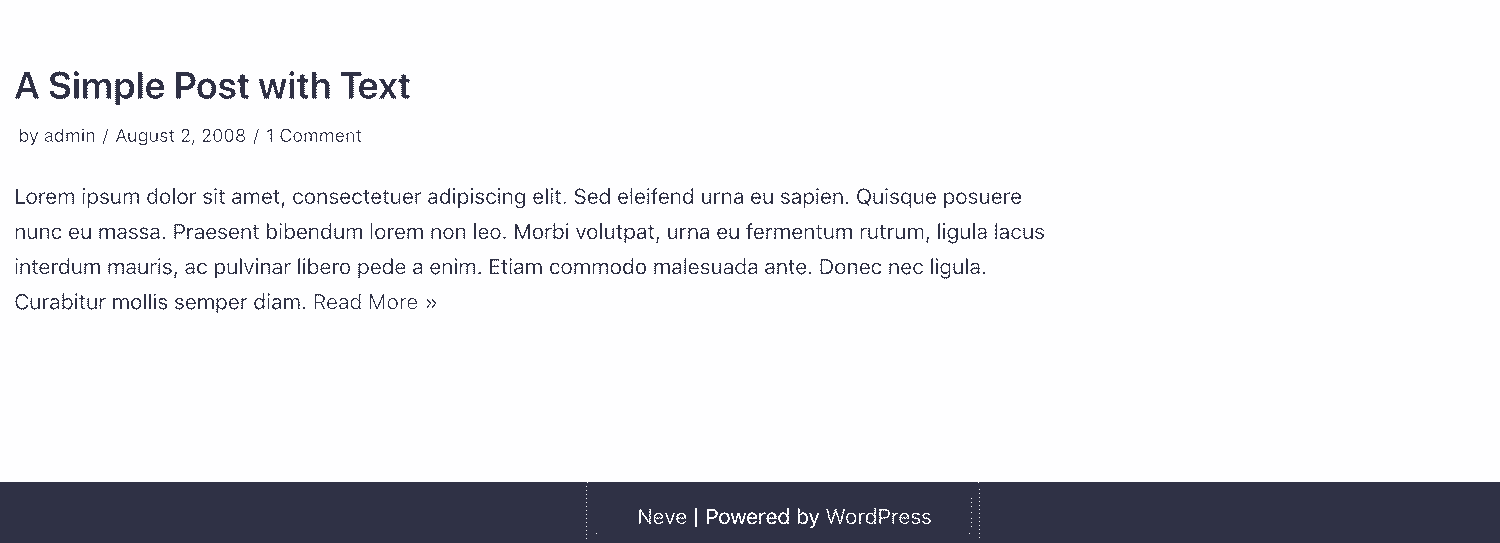 A Simple Post with Text
by admin / August 2, 2008 / 1 Comment
Lorem ipsum dolor sit amet, consectetuer adipiscing elit. Sed eleifend urna eu sapien. Quisque posuere
nunc eu massa. Praesent bibendum lorem non leo. Morbi volutpat, urna eu fermentum rutrum, ligula lacus
interdum mauris, ac pulvinar libero pede a enim. Etiam commodo malesuada ante. Donec nec ligula.
Curabitur mollis semper diam. Read More »
Neve | Powered by WordPress